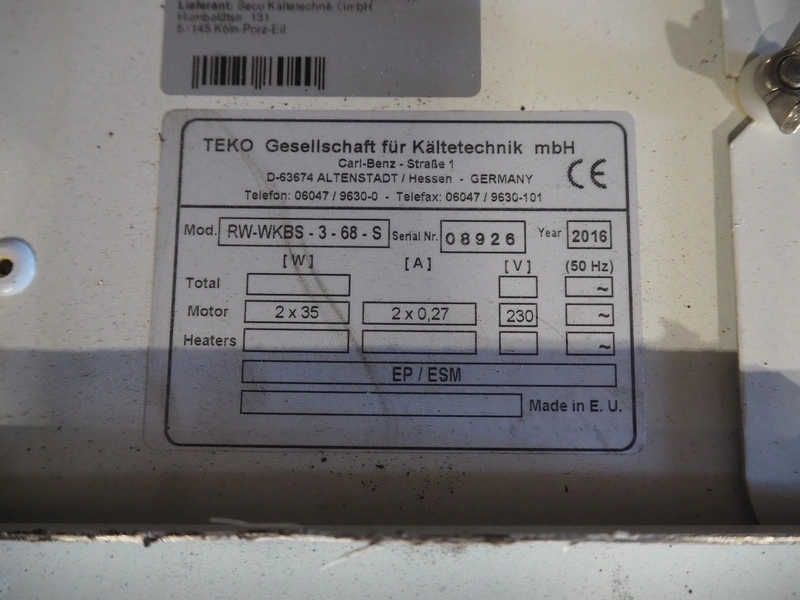 Lieferant: Seco Kältetechnik GmbH
Humboldtstr. 131
51145 Köln-Porz-Eil
TEKO Gesellschaft für Kältetechnik mbH
Carl-Benz - Straße 1
D-63674 ALTENSTADT / Hessen - GERMANY
CE
Telefon: 06047 / 9630-0 - Telefax: 06047 / 9630-101
Mod. RW-WKBS - 3 - 68 - S Serial Nr. 08926 Year 2016
[W] [A] [V] (50 Hz)
Total ~
Motor 2 x 35 2 x 0,27 230 ~
Heaters ~
EP / ESM
Made in E. U.